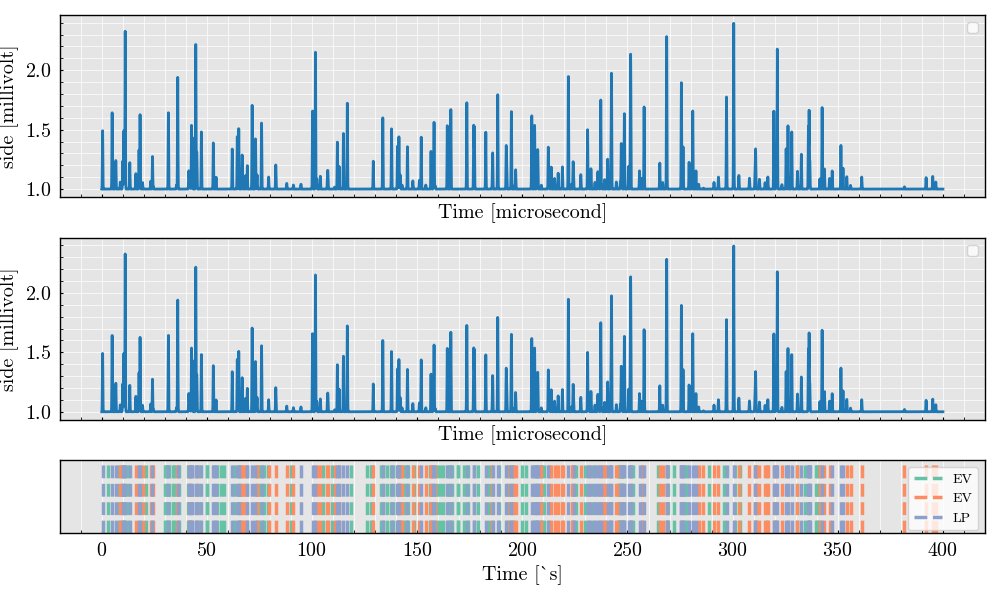 side |millivolt|
2.0
1.5
1.0
Time [microsecond]
side [millivolt]
2.0
1.5
1.0
Time [microsecond]
EV
EV
LP
0 50 100 150 200 250 300 350 400
Time [`s]